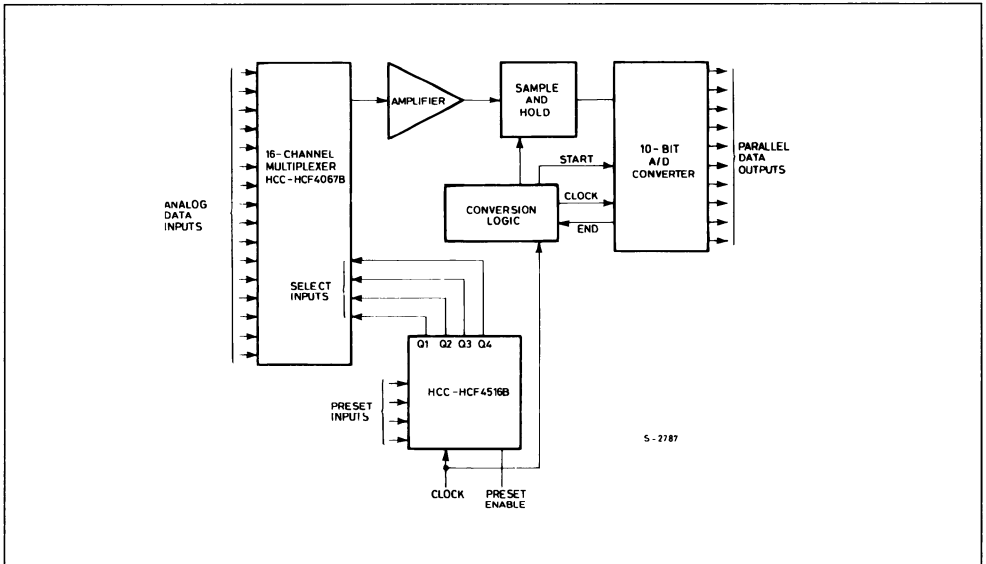 ANALOG
DATA
INPUTS
16-CHANNEL
MULTIPLEXER
HCC-HCF4067B
SELECT
INPUTS
AMPLIFIER
SAMPLE
AND
HOLD
START
CLOCK
END
CONVERSION
LOGIC
10-BIT
A/D
CONVERTER
PARALLEL
DATA
OUTPUTS
Q1 Q2 Q3 Q4
HCC-HCF4516B
PRESET
INPUTS
CLOCK
PRESET
ENABLE
S-2787